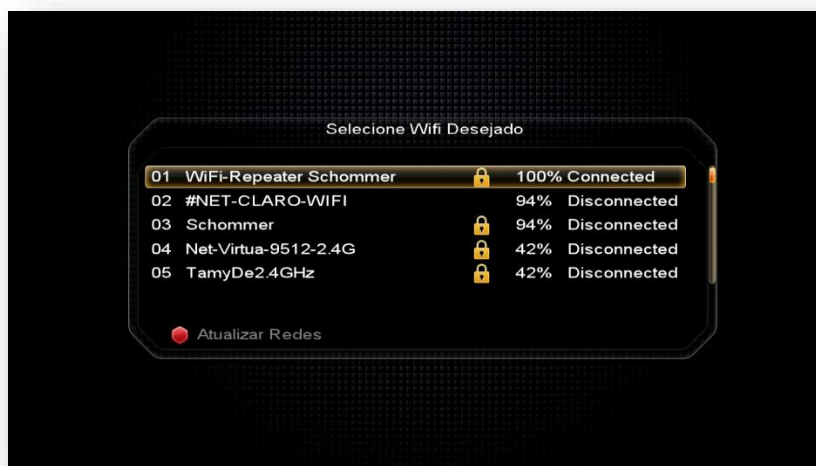 Selecione Wifi Desejado
01 WiFi-Repeater Schommer 100% Connected
02 #NET-CLARO-WIFI 94% Disconnected
03 Schommer 94% Disconnected
04 Net-Virtua-9512-2.4G 42% Disconnected
05 TamyDe2.4GHz 42% Disconnected
Atualizar Redes